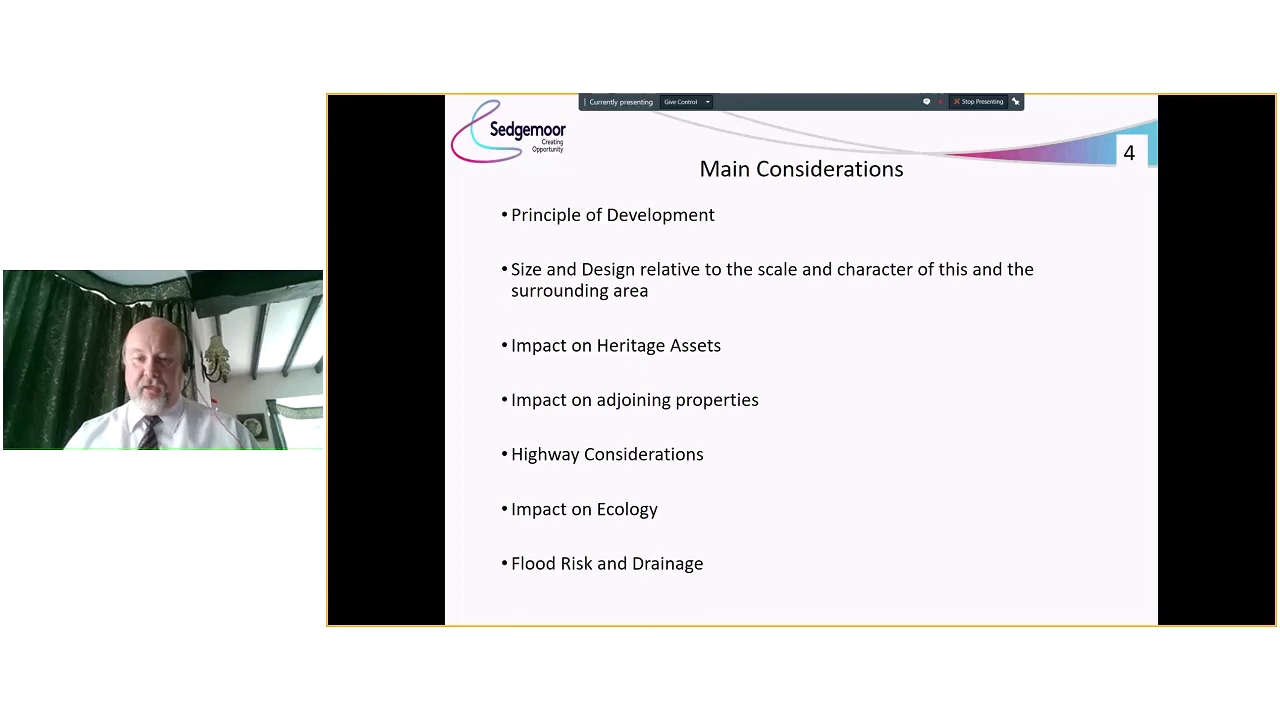 Currently presenting
Give Control
Stop Presenting
Sedgemoor
Creating
Opportunity
4
Main Considerations
• Principle of Development
• Size and Design relative to the scale and character of this and the
surrounding area
• Impact on Heritage Assets
• Impact on adjoining properties
• Highway Considerations
• Impact on Ecology
• Flood Risk and Drainage